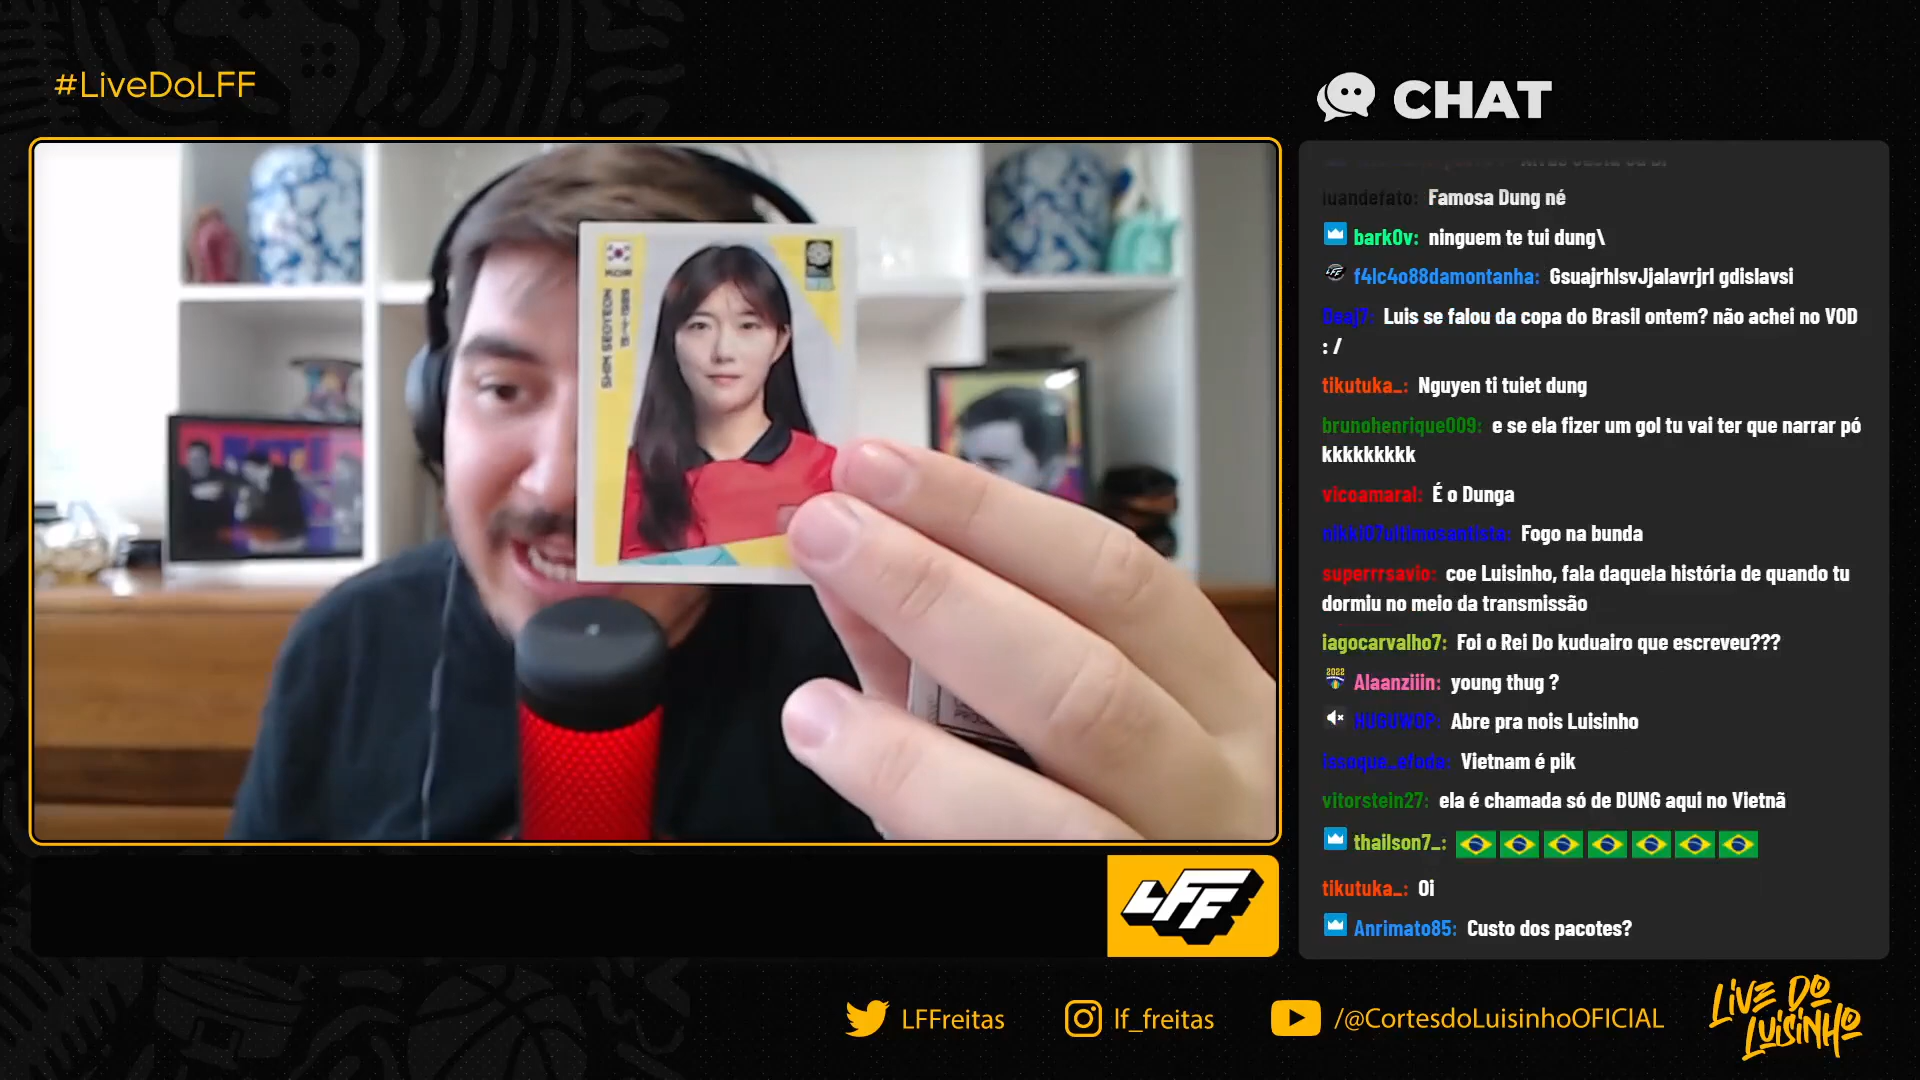 #LiveDoLFF
CHAT
luandefato: Famosa Dung né
bark0v: ninguem te tui dung\
f4lc4o88damontanha: GsuajrhlsvJjalavrjrl gdislavsi
Luis se falou da copa do Brasil ontem? não achei no VOD
: /
tikutuka_: Nguyen ti tuiet dung
brunohenrique009: e se ela fizer um gol tu vai ter que narrar pó
kkkkkkkkk
vicoamaral: É o Dunga
nikki07ultimosantista: Fogo na bunda
superrrsavio: coe Luisinho, fala daquela história de quando tu
dormiu no meio da transmissão
iagocarvalho7: Foi o Rei Do kuduairo que escreveu???
Alaanziiin: young thug ?
HUGUWOP: Abre pra nois Luisinho
Vietnam é pik
vitorstein27: ela é chamada só de DUNG aqui no Vietnã
thailson7_:
tikutuka_: Oi
Anrimato85: Custo dos pacotes?
KOR
SHIN SEOYEON
LFF
LFFreitas
lf_freitas
/@CortesdoLuisinhoOFICIAL
LIVE DO
LUISINHO